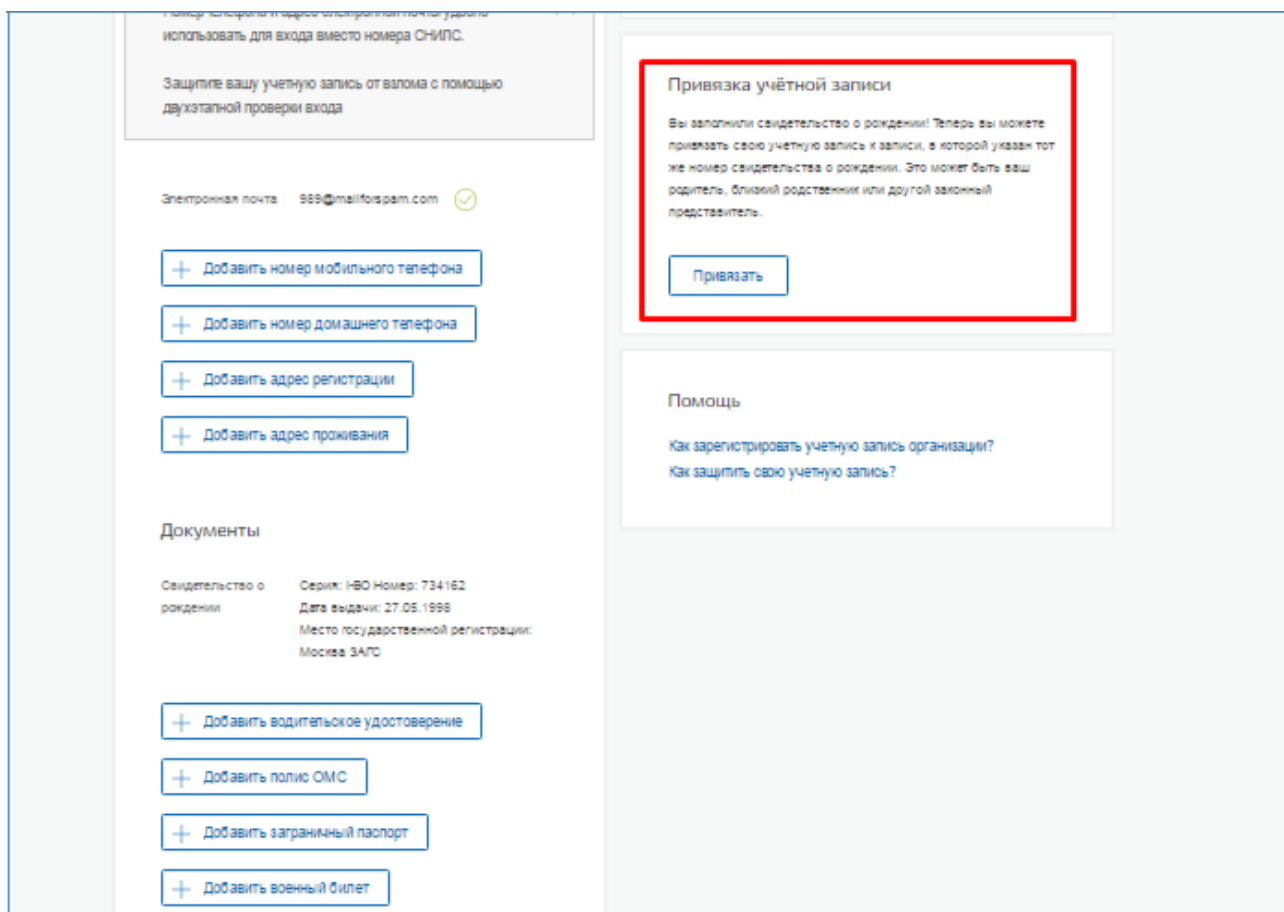 использовать для входа вместо номера СНИЛС.
Защитите вашу учетную запись от взлома с помощью
двухэтапной проверки входа
Электронная почта 989@mailforspam.com
Добавить номер мобильного телефона
Добавить номер домашнего телефона
Добавить адрес регистрации
Добавить адрес проживания
Документы
Свидетельство о рождении
Серия: I-ВО Номер: 734162
Дата выдачи: 27.05.1998
Место государственной регистрации:
Москва ЗАГС
Добавить водительское удостоверение
Добавить полис ОМС
Добавить заграничный паспорт
Добавить военный билет
Привязка учётной записи
Вы заполнили свидетельство о рождении! Теперь вы можете
привязать свою учетную запись к записи, в которой указан тот
же номер свидетельства о рождении. Это может быть ваш
родитель, близкий родственник или другой законный
представитель.
Привязать
Помощь
Как зарегистрировать учетную запись организации?
Как защитить свою учетную запись?